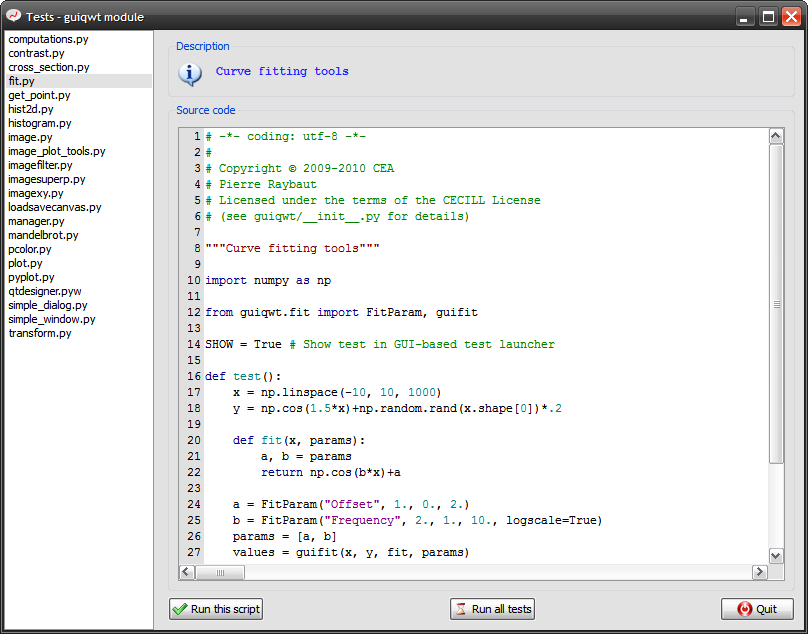 Tests - guiqwt module
computations.py
contrast.py
cross_section.py
fit.py
get_point.py
hist2d.py
histogram.py
image.py
image_plot_tools.py
imagefilter.py
imagesuperp.py
imagexy.py
loadsavecanvas.py
manager.py
mandelbrot.py
pcolor.py
plot.py
pyplot.py
qtdesigner.pyw
simple_dialog.py
simple_window.py
transform.py
Description
Curve fitting tools
Source code
1 # -*- coding: utf-8 -*-
2 #
3 # Copyright © 2009-2010 CEA
4 # Pierre Raybaut
5 # Licensed under the terms of the CECILL License
6 # (see guiqwt/__init__.py for details)
7
8 """Curve fitting tools"""
9
10 import numpy as np
11
12 from guiqwt.fit import FitParam, guifit
13
14 SHOW = True # Show test in GUI-based test launcher
15
16 def test():
17     x = np.linspace(-10, 10, 1000)
18     y = np.cos(1.5*x)+np.random.rand(x.shape[0])*.2
19
20     def fit(x, params):
21         a, b = params
22         return np.cos(b*x)+a
23
24     a = FitParam("Offset", 1., 0., 2.)
25     b = FitParam("Frequency", 2., 1., 10., logscale=True)
26     params = [a, b]
27     values = guifit(x, y, fit, params)
Run this script
Run all tests
Quit